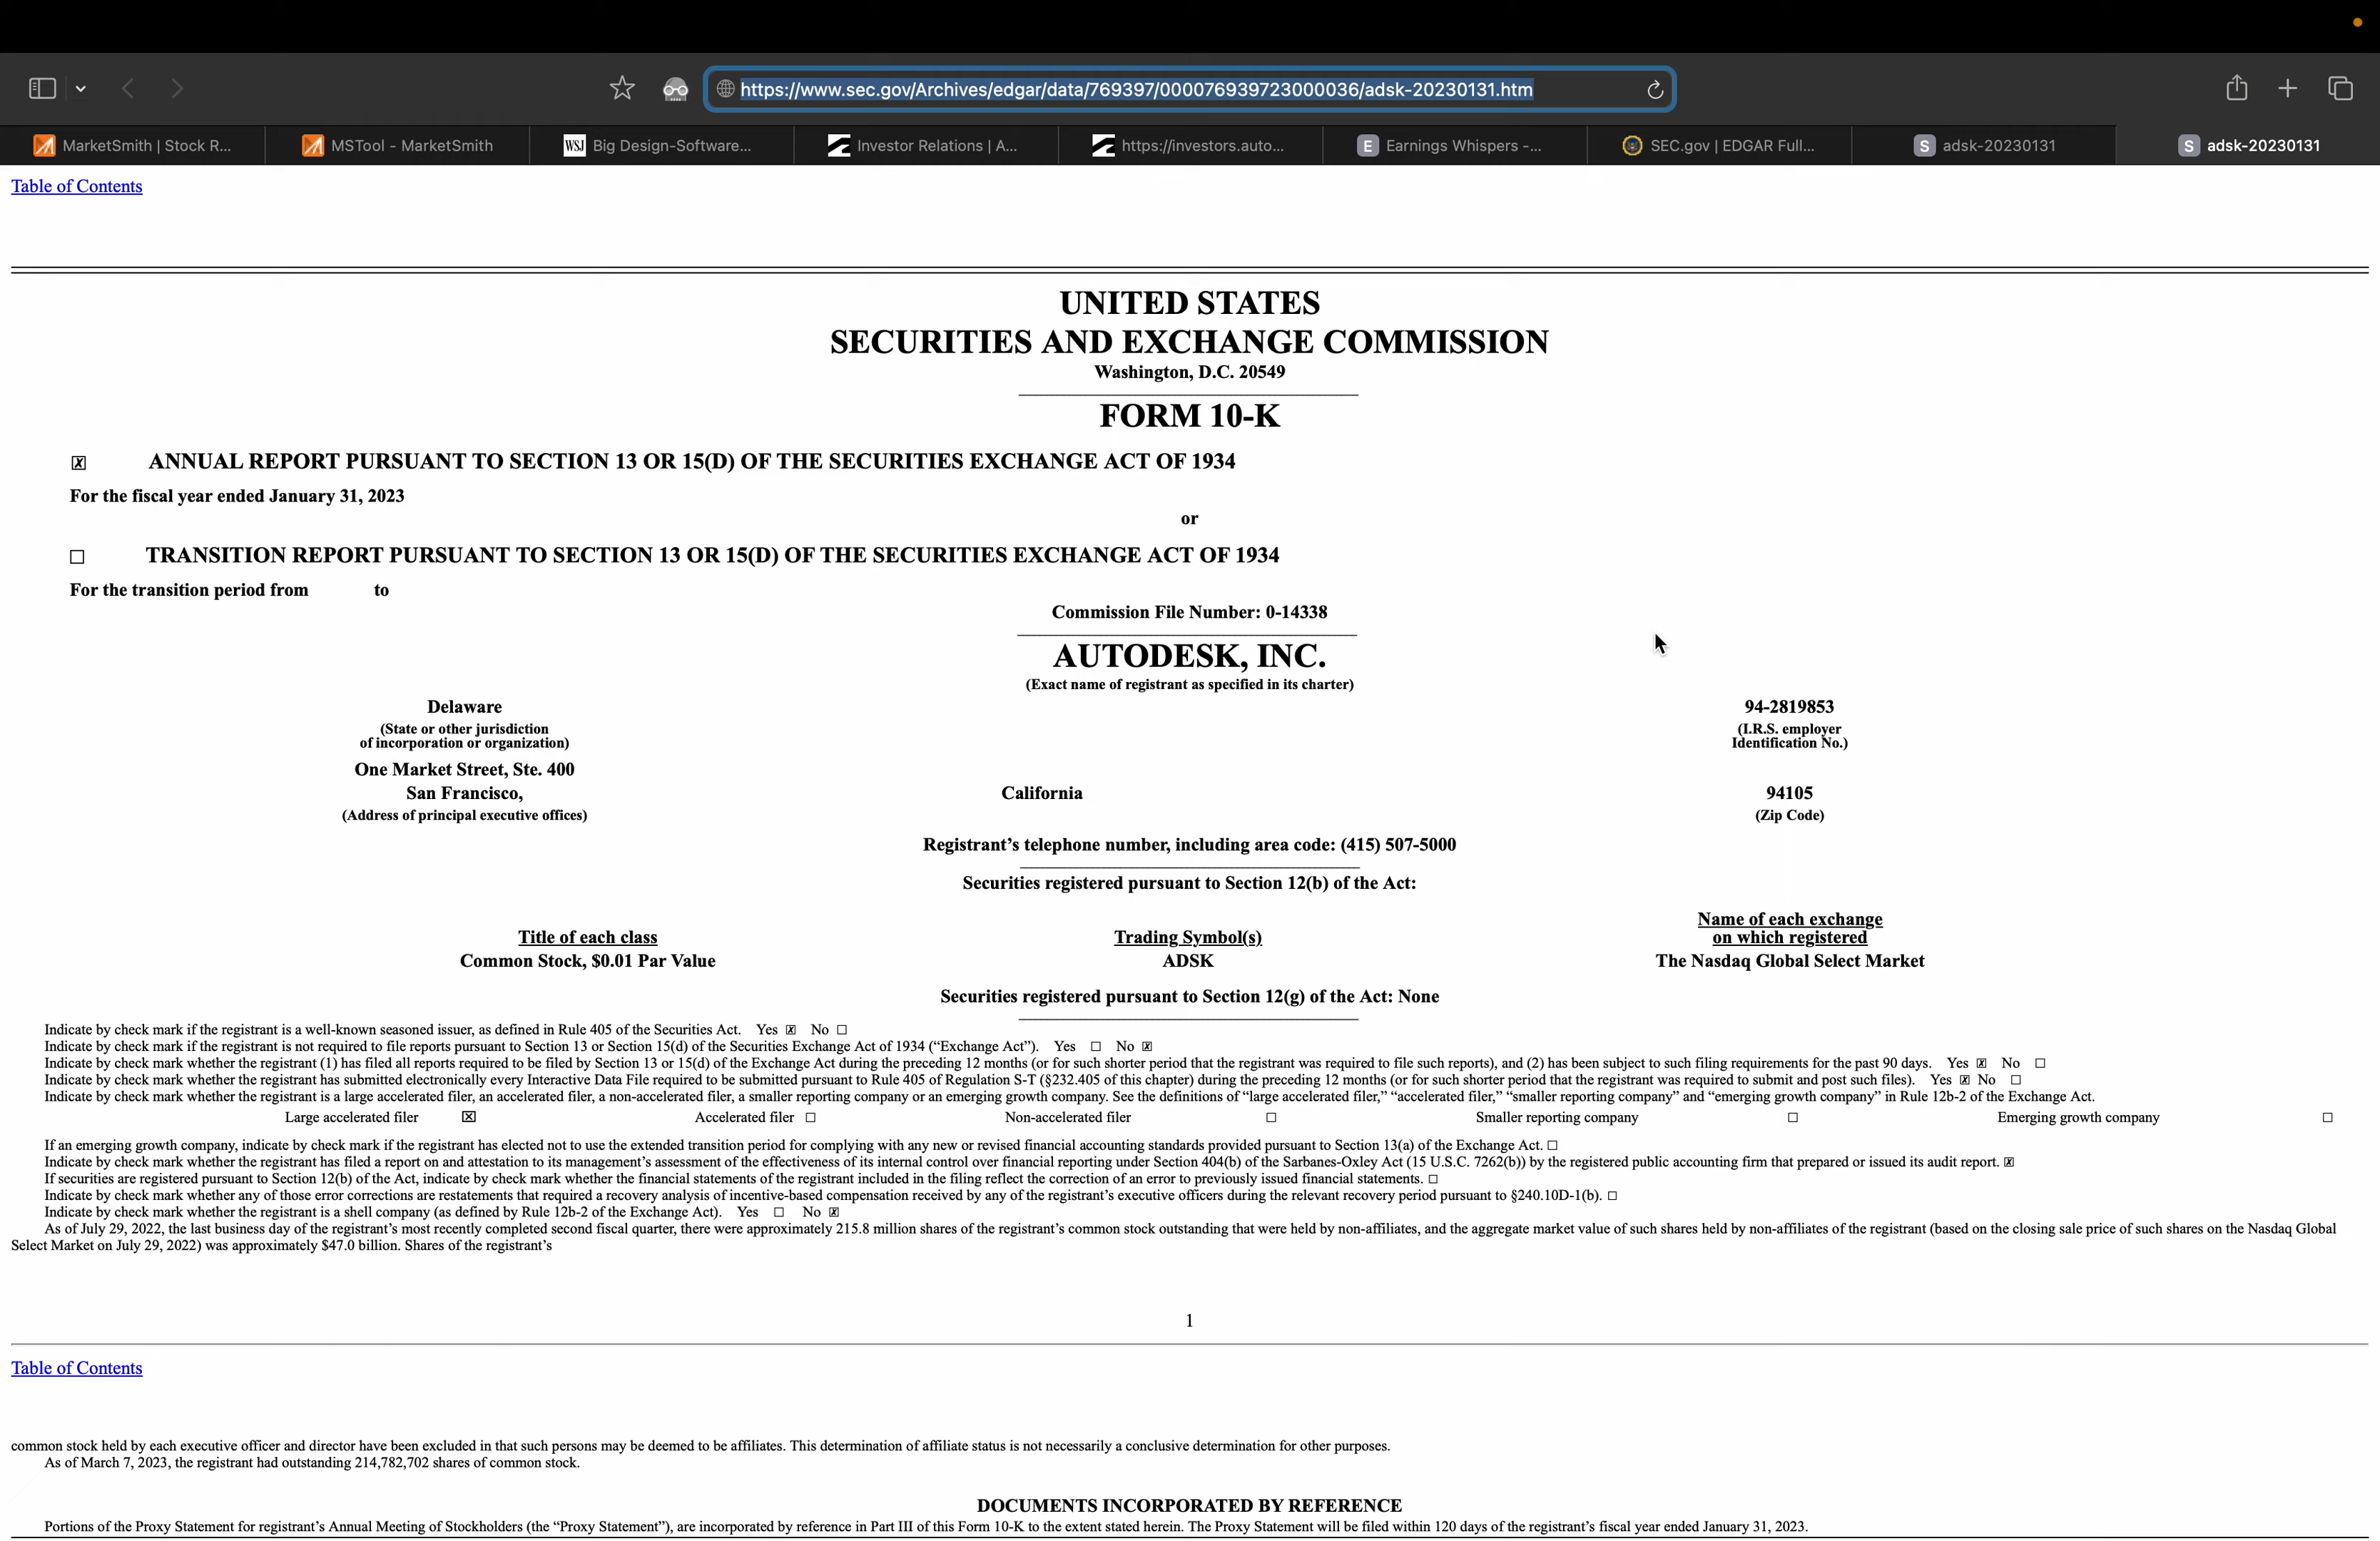 https://www.sec.gov/Archives/edgar/data/769397/000076939723000036/adsk-20230131.htm
MarketSmith | Stock R...
MSTool - MarketSmith
WSJ Big Design-Software...
Investor Relations | A...
https://investors.auto...
E Earnings Whispers -...
SEC.gov | EDGAR Full...
S adsk-20230131
S adsk-20230131
Table of Contents
UNITED STATES
SECURITIES AND EXCHANGE COMMISSION
Washington, D.C. 20549
FORM 10-K
☒ ANNUAL REPORT PURSUANT TO SECTION 13 OR 15(D) OF THE SECURITIES EXCHANGE ACT OF 1934
For the fiscal year ended January 31, 2023
or
☐ TRANSITION REPORT PURSUANT TO SECTION 13 OR 15(D) OF THE SECURITIES EXCHANGE ACT OF 1934
For the transition period from to
Commission File Number: 0-14338
AUTODESK, INC.
(Exact name of registrant as specified in its charter)
Delaware 94-2819853
(State or other jurisdiction (I.R.S. employer
of incorporation or organization) Identification No.)
One Market Street, Ste. 400
San Francisco, California 94105
(Address of principal executive offices) (Zip Code)
Registrant’s telephone number, including area code: (415) 507-5000
Securities registered pursuant to Section 12(b) of the Act:
Name of each exchange
Title of each class Trading Symbol(s) on which registered
Common Stock, $0.01 Par Value ADSK The Nasdaq Global Select Market
Securities registered pursuant to Section 12(g) of the Act: None
Indicate by check mark if the registrant is a well-known seasoned issuer, as defined in Rule 405 of the Securities Act. Yes ☒ No ☐
Indicate by check mark if the registrant is not required to file reports pursuant to Section 13 or Section 15(d) of the Securities Exchange Act of 1934 (“Exchange Act”). Yes ☐ No ☒
Indicate by check mark whether the registrant (1) has filed all reports required to be filed by Section 13 or 15(d) of the Exchange Act during the preceding 12 months (or for such shorter period that the registrant was required to file such reports), and (2) has been subject to such filing requirements for the past 90 days. Yes ☒ No ☐
Indicate by check mark whether the registrant has submitted electronically every Interactive Data File required to be submitted pursuant to Rule 405 of Regulation S-T (§232.405 of this chapter) during the preceding 12 months (or for such shorter period that the registrant was required to submit and post such files). Yes ☒ No ☐
Indicate by check mark whether the registrant is a large accelerated filer, an accelerated filer, a non-accelerated filer, a smaller reporting company or an emerging growth company. See the definitions of “large accelerated filer,” “accelerated filer,” “smaller reporting company” and “emerging growth company” in Rule 12b-2 of the Exchange Act.
Large accelerated filer ☒ Accelerated filer ☐ Non-accelerated filer ☐ Smaller reporting company ☐ Emerging growth company ☐
If an emerging growth company, indicate by check mark if the registrant has elected not to use the extended transition period for complying with any new or revised financial accounting standards provided pursuant to Section 13(a) of the Exchange Act. ☐
Indicate by check mark whether the registrant has filed a report on and attestation to its management’s assessment of the effectiveness of its internal control over financial reporting under Section 404(b) of the Sarbanes-Oxley Act (15 U.S.C. 7262(b)) by the registered public accounting firm that prepared or issued its audit report. ☒
If securities are registered pursuant to Section 12(b) of the Act, indicate by check mark whether the financial statements of the registrant included in the filing reflect the correction of an error to previously issued financial statements. ☐
Indicate by check mark whether any of those error corrections are restatements that required a recovery analysis of incentive-based compensation received by any of the registrant’s executive officers during the relevant recovery period pursuant to §240.10D-1(b). ☐
Indicate by check mark whether the registrant is a shell company (as defined by Rule 12b-2 of the Exchange Act). Yes ☐ No ☒
As of July 29, 2022, the last business day of the registrant’s most recently completed second fiscal quarter, there were approximately 215.8 million shares of the registrant’s common stock outstanding that were held by non-affiliates, and the aggregate market value of such shares held by non-affiliates of the registrant (based on the closing sale price of such shares on the Nasdaq Global
Select Market on July 29, 2022) was approximately $47.0 billion. Shares of the registrant’s
1
Table of Contents
common stock held by each executive officer and director have been excluded in that such persons may be deemed to be affiliates. This determination of affiliate status is not necessarily a conclusive determination for other purposes.
As of March 7, 2023, the registrant had outstanding 214,782,702 shares of common stock.
DOCUMENTS INCORPORATED BY REFERENCE
Portions of the Proxy Statement for registrant’s Annual Meeting of Stockholders (the “Proxy Statement”), are incorporated by reference in Part III of this Form 10-K to the extent stated herein. The Proxy Statement will be filed within 120 days of the registrant’s fiscal year ended January 31, 2023.